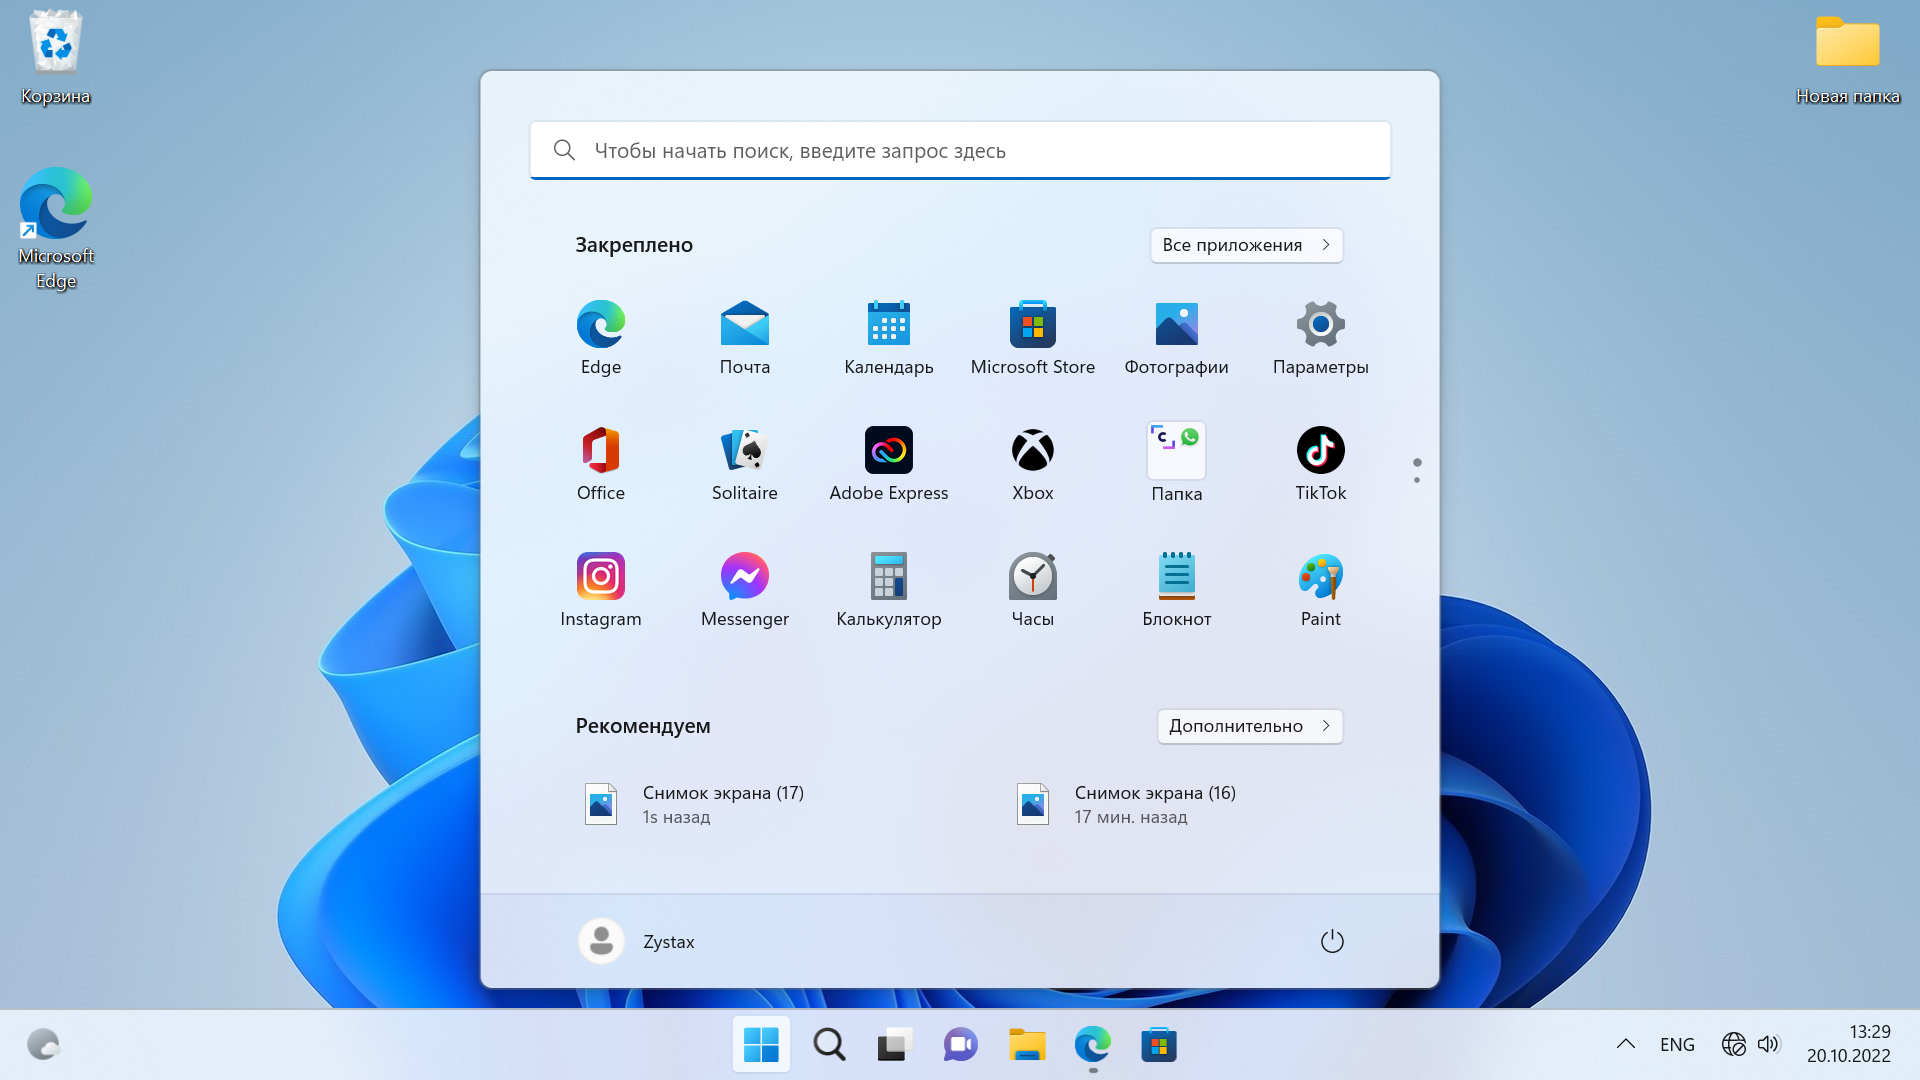 Корзина
Новая папка
Microsoft
Edge
Чтобы начать поиск, введите запрос здесь
Закреплено
Все приложения
Edge
Почта
Календарь
Microsoft Store
Фотографии
Параметры
Office
Solitaire
Adobe Express
Xbox
C
Папка
TikTok
Instagram
Messenger
Калькулятор
Часы
Блокнот
Paint
Рекомендуем
Дополнительно
Снимок экрана (17)
1s назад
Снимок экрана (16)
17 мин. назад
Zystax
ENG
13:29
20.10.2022